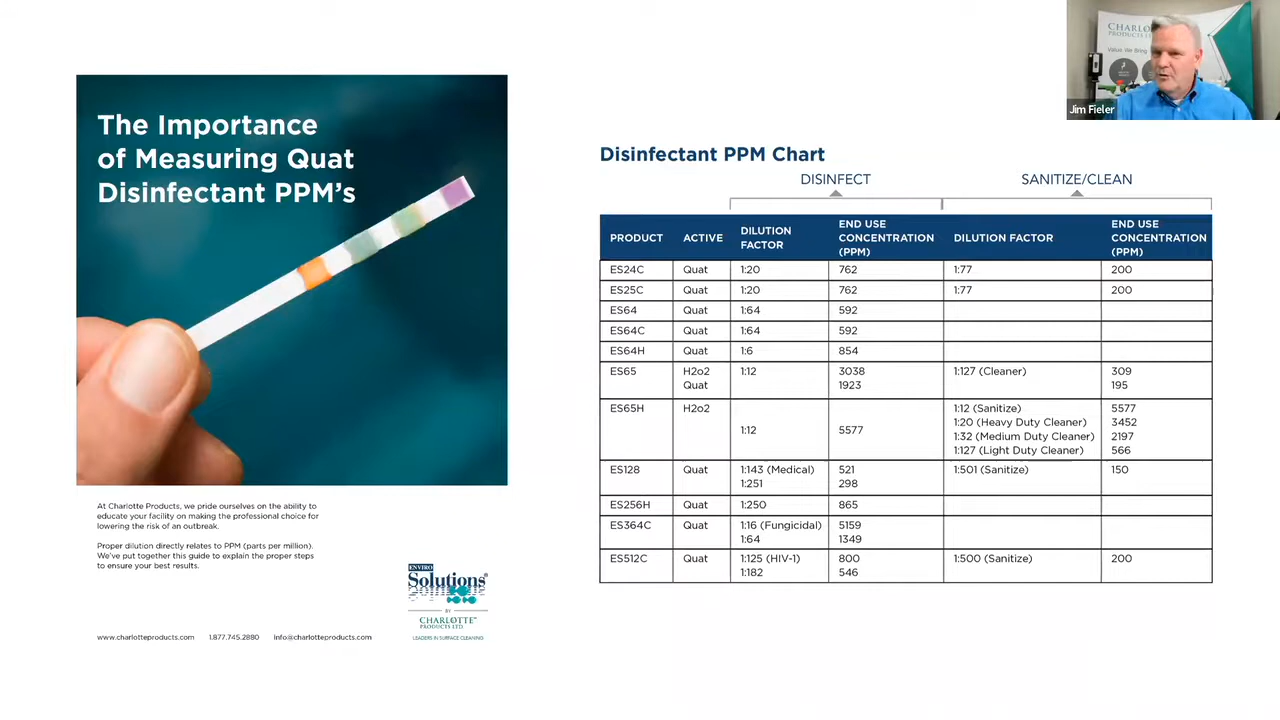 The Importance
of Measuring Quat
Disinfectant PPM's
At Charlotte Products, we pride ourselves on the ability to
educate your facility on making the professional choice for
lowering the risk of an outbreak.
Proper dilution directly relates to PPM (parts per million).
We've put together this guide to explain the proper steps
to ensure your best results.
ENVIRO
Solutions®
BY
CHARLOTTE™
PRODUCTS LTD.
LEADERS IN SURFACE CLEANING
www.charlotteproducts.com 1.877.745.2880 info@charlotteproducts.com
Disinfectant PPM Chart
DISINFECT SANITIZE/CLEAN
PRODUCT ACTIVE DILUTION FACTOR END USE CONCENTRATION (PPM) DILUTION FACTOR END USE CONCENTRATION (PPM)
ES24C Quat 1:20 762 1:77 200
ES25C Quat 1:20 762 1:77 200
ES64 Quat 1:64 592
ES64C Quat 1:64 592
ES64H Quat 1:6 854
ES65 H2o2 1:12 3038 1:127 (Cleaner) 309
Quat 1923 195
ES65H H2o2 1:12 5577 1:12 (Sanitize) 5577
1:20 (Heavy Duty Cleaner) 3452
1:32 (Medium Duty Cleaner) 2197
1:127 (Light Duty Cleaner) 566
ES128 Quat 1:143 (Medical) 521 1:501 (Sanitize) 150
1:251 298
ES256H Quat 1:250 865
ES364C Quat 1:16 (Fungicidal) 5159
1:64 1349
ES512C Quat 1:125 (HIV-1) 800 1:500 (Sanitize) 200
1:182 546
CHARLOTTE
PRODUCTS LTD
Value. We Bring
Jim Fieler